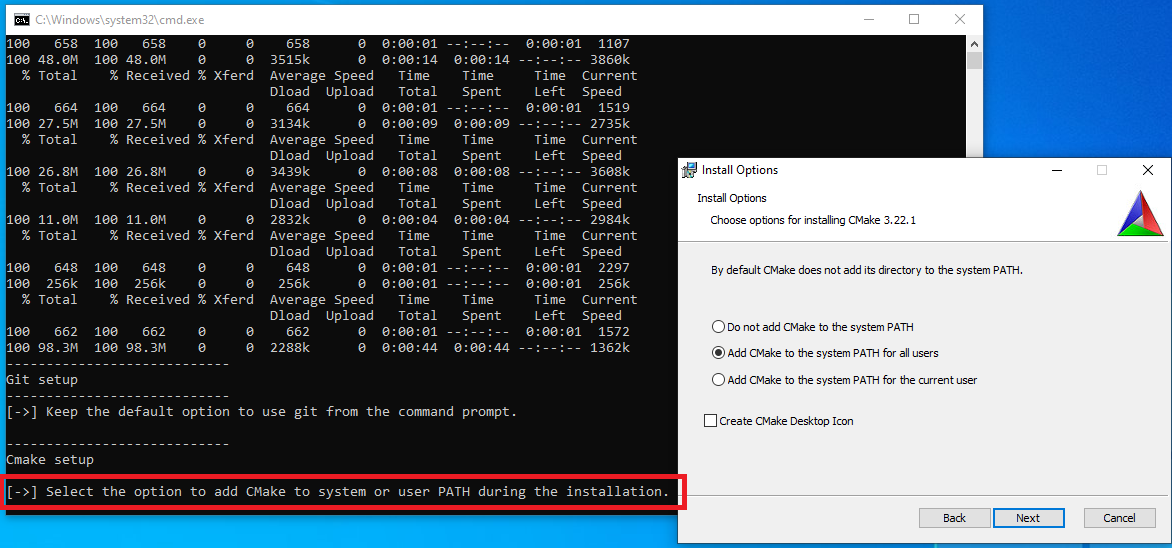 C:\Windows\system32\cmd.exe
100 658 100 658 0 0 658 0 0:00:01 --:--:-- 0:00:01 1107
100 48.0M 100 48.0M 0 0 3515k 0 0:00:14 0:00:14 --:--:-- 3860k
% Total % Received % Xferd Average Speed Time Time Time Current
Dload Upload Total Spent Left Speed
100 664 100 664 0 0 664 0 0:00:01 --:--:-- 0:00:01 1519
100 27.5M 100 27.5M 0 0 3134k 0 0:00:09 0:00:09 --:--:-- 2735k
% Total % Received % Xferd Average Speed Time Time Time Current
Dload Upload Total Spent Left Speed
100 26.8M 100 26.8M 0 0 3439k 0 0:00:08 0:00:08 --:--:-- 3608k
% Total % Received % Xferd Average Speed Time Time Time Current
Dload Upload Total Spent Left Speed
100 11.0M 100 11.0M 0 0 2832k 0 0:00:04 0:00:04 --:--:-- 2984k
% Total % Received % Xferd Average Speed Time Time Time Current
Dload Upload Total Spent Left Speed
100 648 100 648 0 0 648 0 0:00:01 --:--:-- 0:00:01 2297
100 256k 100 256k 0 0 256k 0 0:00:01 0:00:01 --:--:-- 256k
% Total % Received % Xferd Average Speed Time Time Time Current
Dload Upload Total Spent Left Speed
100 662 100 662 0 0 662 0 0:00:01 --:--:-- 0:00:01 1572
100 98.3M 100 98.3M 0 0 2288k 0 0:00:44 0:00:44 --:--:-- 1362k
----------------------------
Git setup
----------------------------
[->] Keep the default option to use git from the command prompt.
----------------------------
Cmake setup
----------------------------
[->] Select the option to add CMake to system or user PATH during the installation.
Install Options
Install Options
Choose options for installing CMake 3.22.1
By default CMake does not add its directory to the system PATH.
Do not add CMake to the system PATH
Add CMake to the system PATH for all users
Add CMake to the system PATH for the current user
Create CMake Desktop Icon
Back Next Cancel